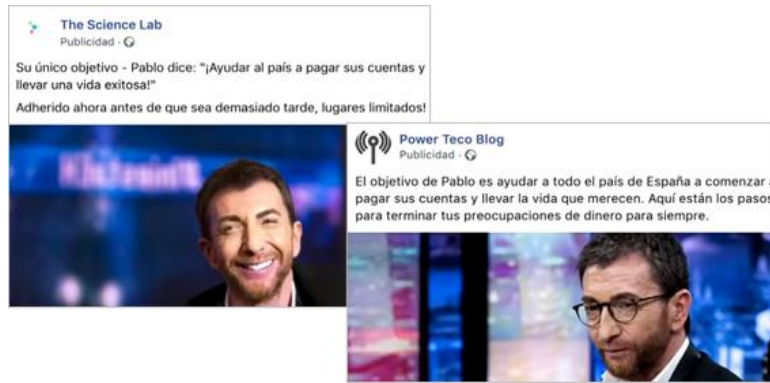 The Science Lab
Publicidad ·
Su único objetivo - Pablo dice: "¡Ayudar al país a pagar sus cuentas y
llevar una vida exitosa!"
Adherido ahora antes de que sea demasiado tarde, lugares limitados!
Power Teco Blog
Publicidad ·
El objetivo de Pablo es ayudar a todo el país de España a comenzar a
pagar sus cuentas y llevar la vida que merecen. Aquí están los pasos
para terminar tus preocupaciones de dinero para siempre.